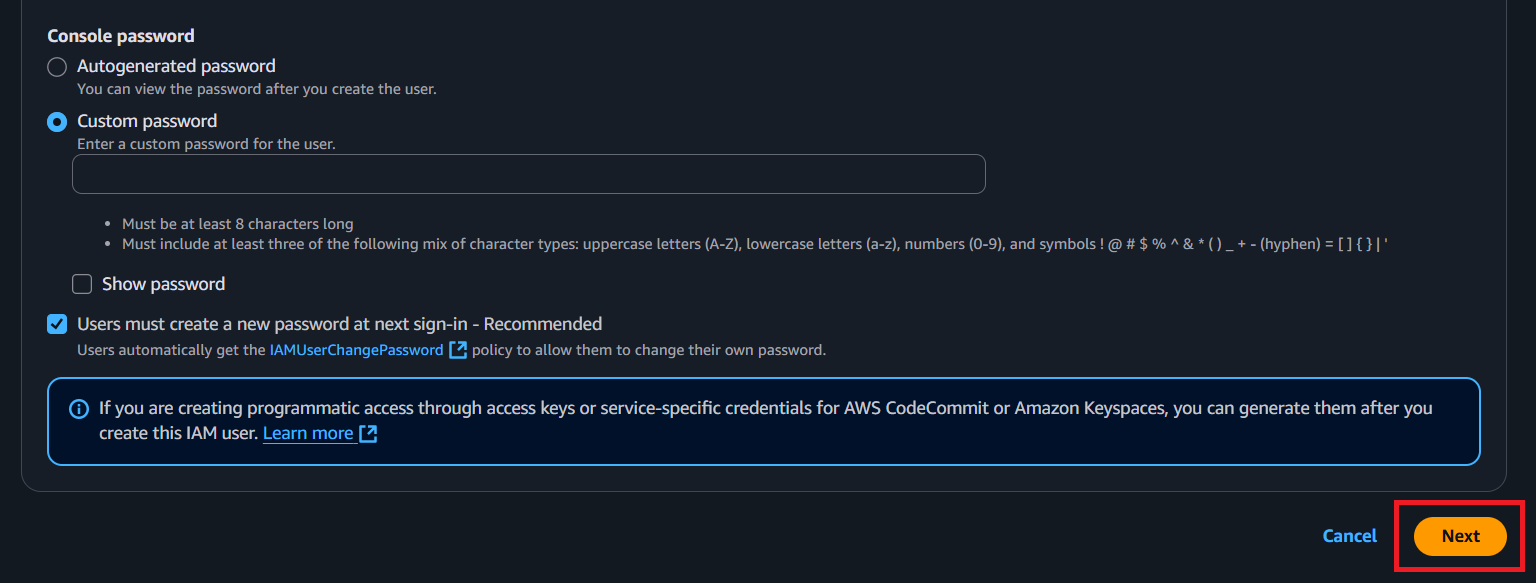 Console password
Autogenerated password
You can view the password after you create the user.
Custom password
Enter a custom password for the user.
Must be at least 8 characters long
Must include at least three of the following mix of character types: uppercase letters (A-Z), lowercase letters (a-z), numbers (0-9), and symbols ! @ # $ % ^ & * ( ) _ + - (hyphen) = [ ] { } | '
Show password
Users must create a new password at next sign-in - Recommended
Users automatically get the IAMUserChangePassword policy to allow them to change their own password.
If you are creating programmatic access through access keys or service-specific credentials for AWS CodeCommit or Amazon Keyspaces, you can generate them after you
create this IAM user. Learn more
Cancel
Next